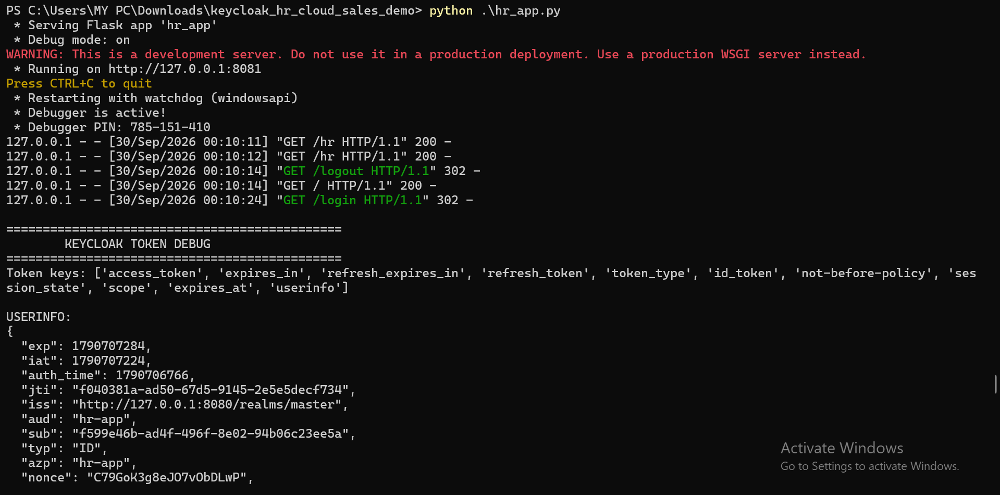 PS C:\Users\MY PC\Downloads\keycloak_hr_cloud_sales_demo> python .\hr_app.py
 * Serving Flask app 'hr_app'
 * Debug mode: on
WARNING: This is a development server. Do not use it in a production deployment. Use a production WSGI server instead.
 * Running on http://127.0.0.1:8081
Press CTRL+C to quit
 * Restarting with watchdog (windowsapi)
 * Debugger is active!
 * Debugger PIN: 785-151-410
127.0.0.1 - - [30/Sep/2026 00:10:11] "GET /hr HTTP/1.1" 200 -
127.0.0.1 - - [30/Sep/2026 00:10:12] "GET /hr HTTP/1.1" 200 -
127.0.0.1 - - [30/Sep/2026 00:10:14] "GET /logout HTTP/1.1" 302 -
127.0.0.1 - - [30/Sep/2026 00:10:14] "GET / HTTP/1.1" 200 -
127.0.0.1 - - [30/Sep/2026 00:10:24] "GET /login HTTP/1.1" 302 -

==============================================
        KEYCLOAK TOKEN DEBUG
==============================================
Token keys: ['access_token', 'expires_in', 'refresh_expires_in', 'refresh_token', 'token_type', 'id_token', 'not-before-policy', 'ses
sion_state', 'scope', 'expires_at', 'userinfo']

USERINFO:
{
  "exp": 1790707284,
  "iat": 1790707224,
  "auth_time": 1790706766,
  "jti": "f040381a-ad50-67d5-9145-2e5e5decf734",
  "iss": "http://127.0.0.1:8080/realms/master",
  "aud": "hr-app",
  "sub": "f599e46b-ad4f-496f-8e02-94b06c23ee5a",
  "typ": "ID",
  "azp": "hr-app",
  "nonce": "C79GoK3g8eJO7vObDLwP",
Activate Windows
Go to Settings to activate Windows.